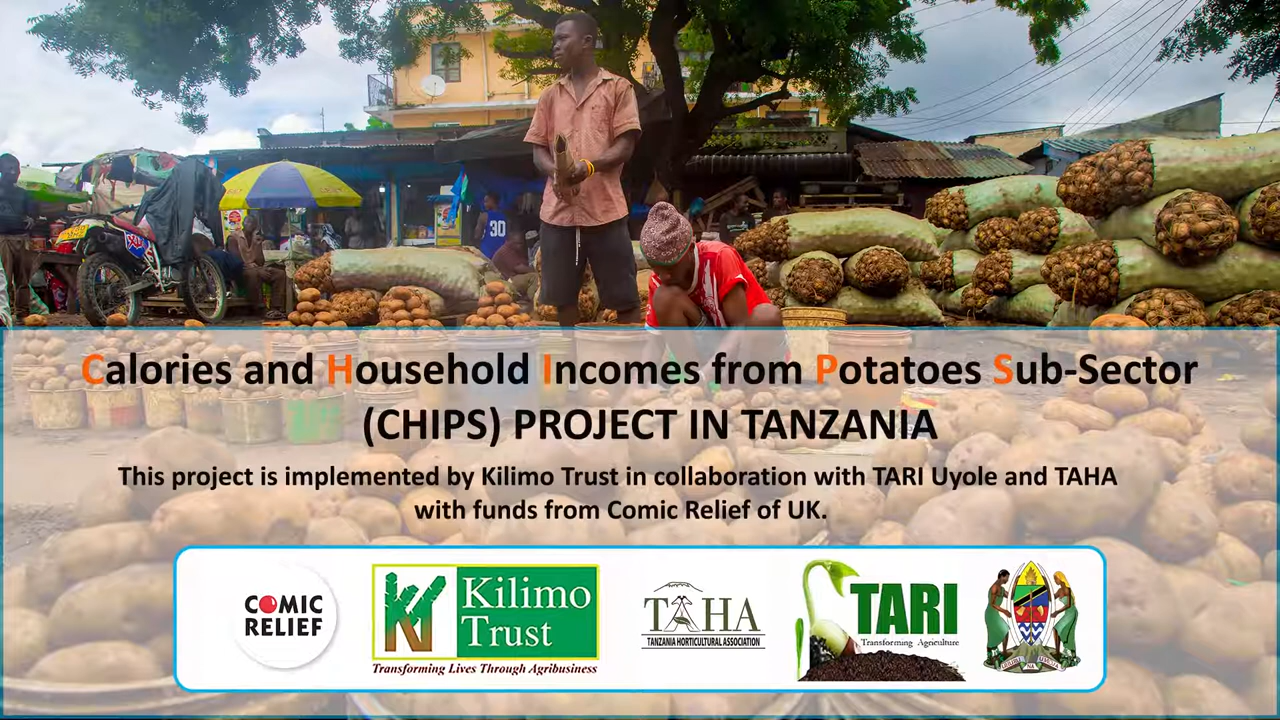 30
Calories and Household Incomes from Potatoes Sub-Sector
(CHIPS) PROJECT IN TANZANIA
This project is implemented by Kilimo Trust in collaboration with TARI Uyole and TAHA
with funds from Comic Relief of UK.
COMIC
RELIEF
Kilimo
Trust
Transforming Lives Through Agribusiness
TAHA
TANZANIA HORTICULTURAL ASSOCIATION
TARI
Transforming Agriculture